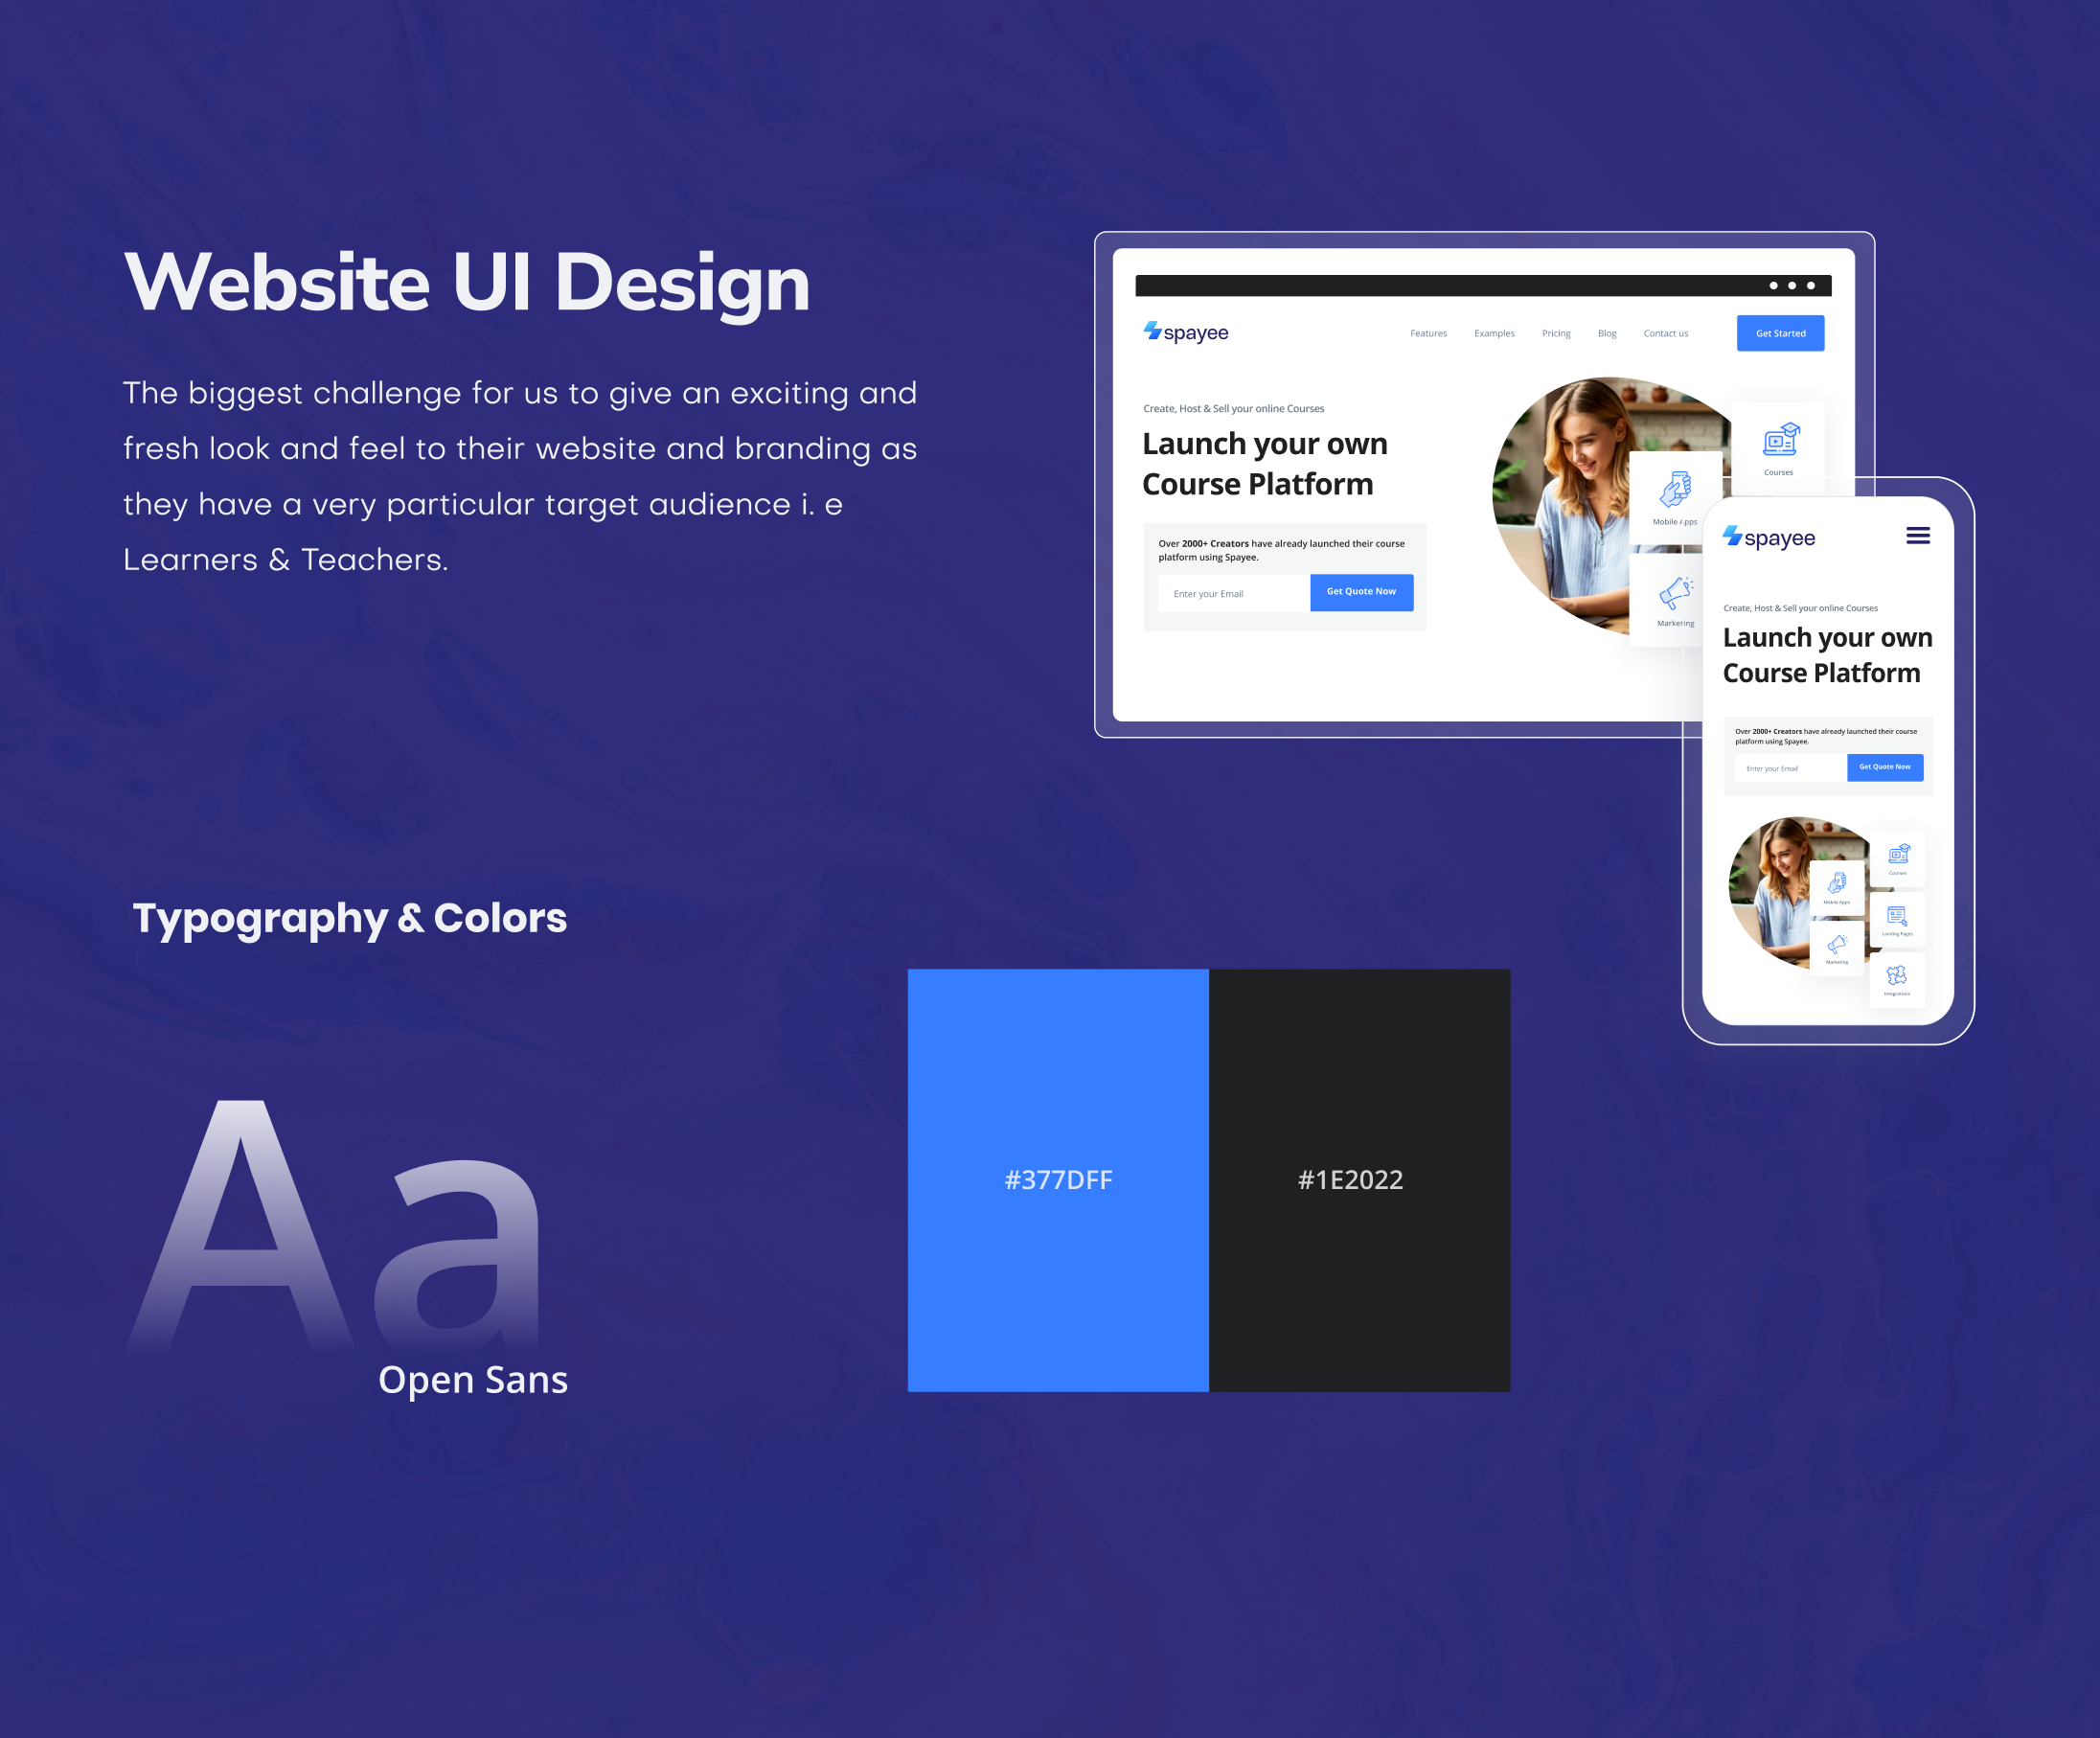 Website UI Design
The biggest challenge for us to give an exciting and
fresh look and feel to their website and branding as
they have a very particular target audience i. e
Learners & Teachers.
spayee
Features Examples Pricing Blog Contact us Get Started
Create, Host & Sell your online Courses
Launch your own
Course Platform
Over 2000+ Creators have already launched their course
platform using Spayee.
Enter your Email Get Quote Now
Courses
Mobile Apps
Marketing
spayee
Create, Host & Sell your online Courses
Launch your own
Course Platform
Over 2000+ Creators have already launched their course
platform using Spayee.
Enter your Email Get Quote Now
Courses
Mobile Apps
Landing Pages
Marketing
Integrations
Typography & Colors
Aa
Open Sans
#377DFF
#1E2022